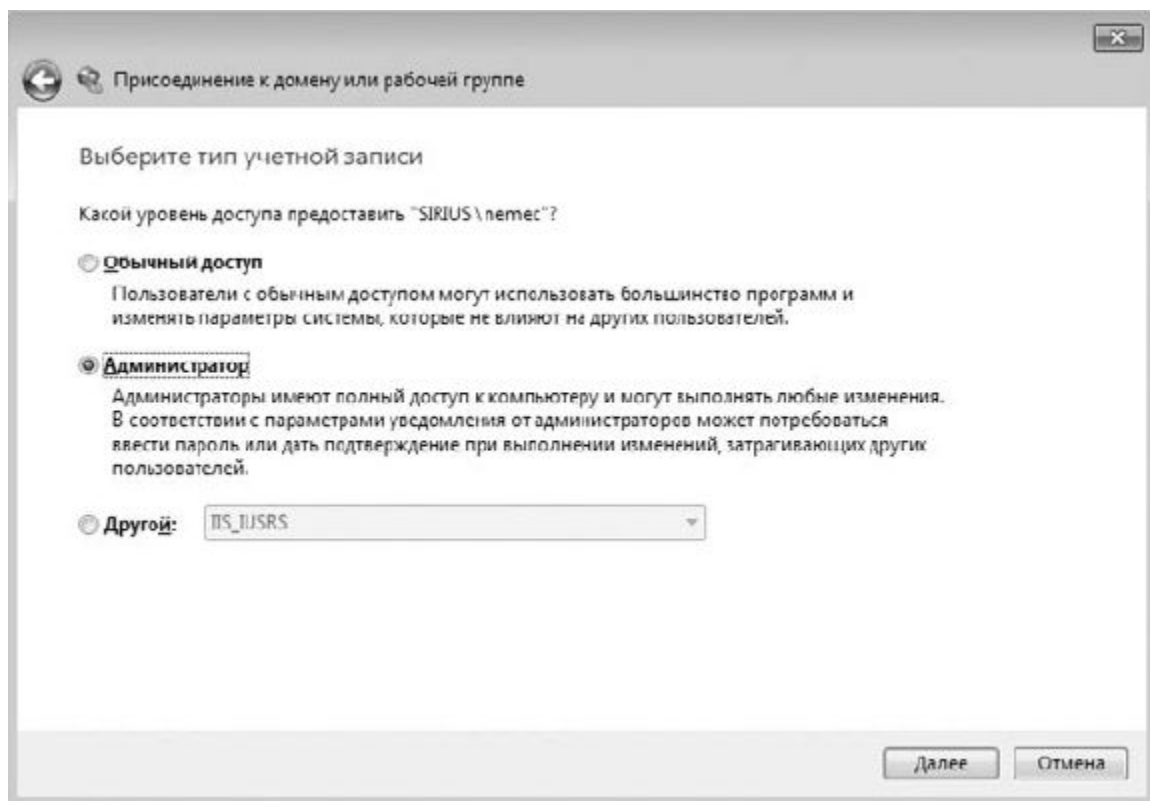 Присоединение к домену или рабочей группе
Выберите тип учетной записи
Какой уровень доступа предоставить "SIRIUS\nemec"?
Обычный доступ
Пользователи с обычным доступом могут использовать большинство программ и
изменять параметры системы, которые не влияют на других пользователей.
Администратор
Администраторы имеют полный доступ к компьютеру и могут выполнять любые изменения.
В соответствии с параметрами уведомления от администраторов может потребоваться
ввести пароль или дать подтверждение при выполнении изменений, затрагивающих других
пользователей.
Другой: IIS_IUSRS
Далее Отмена